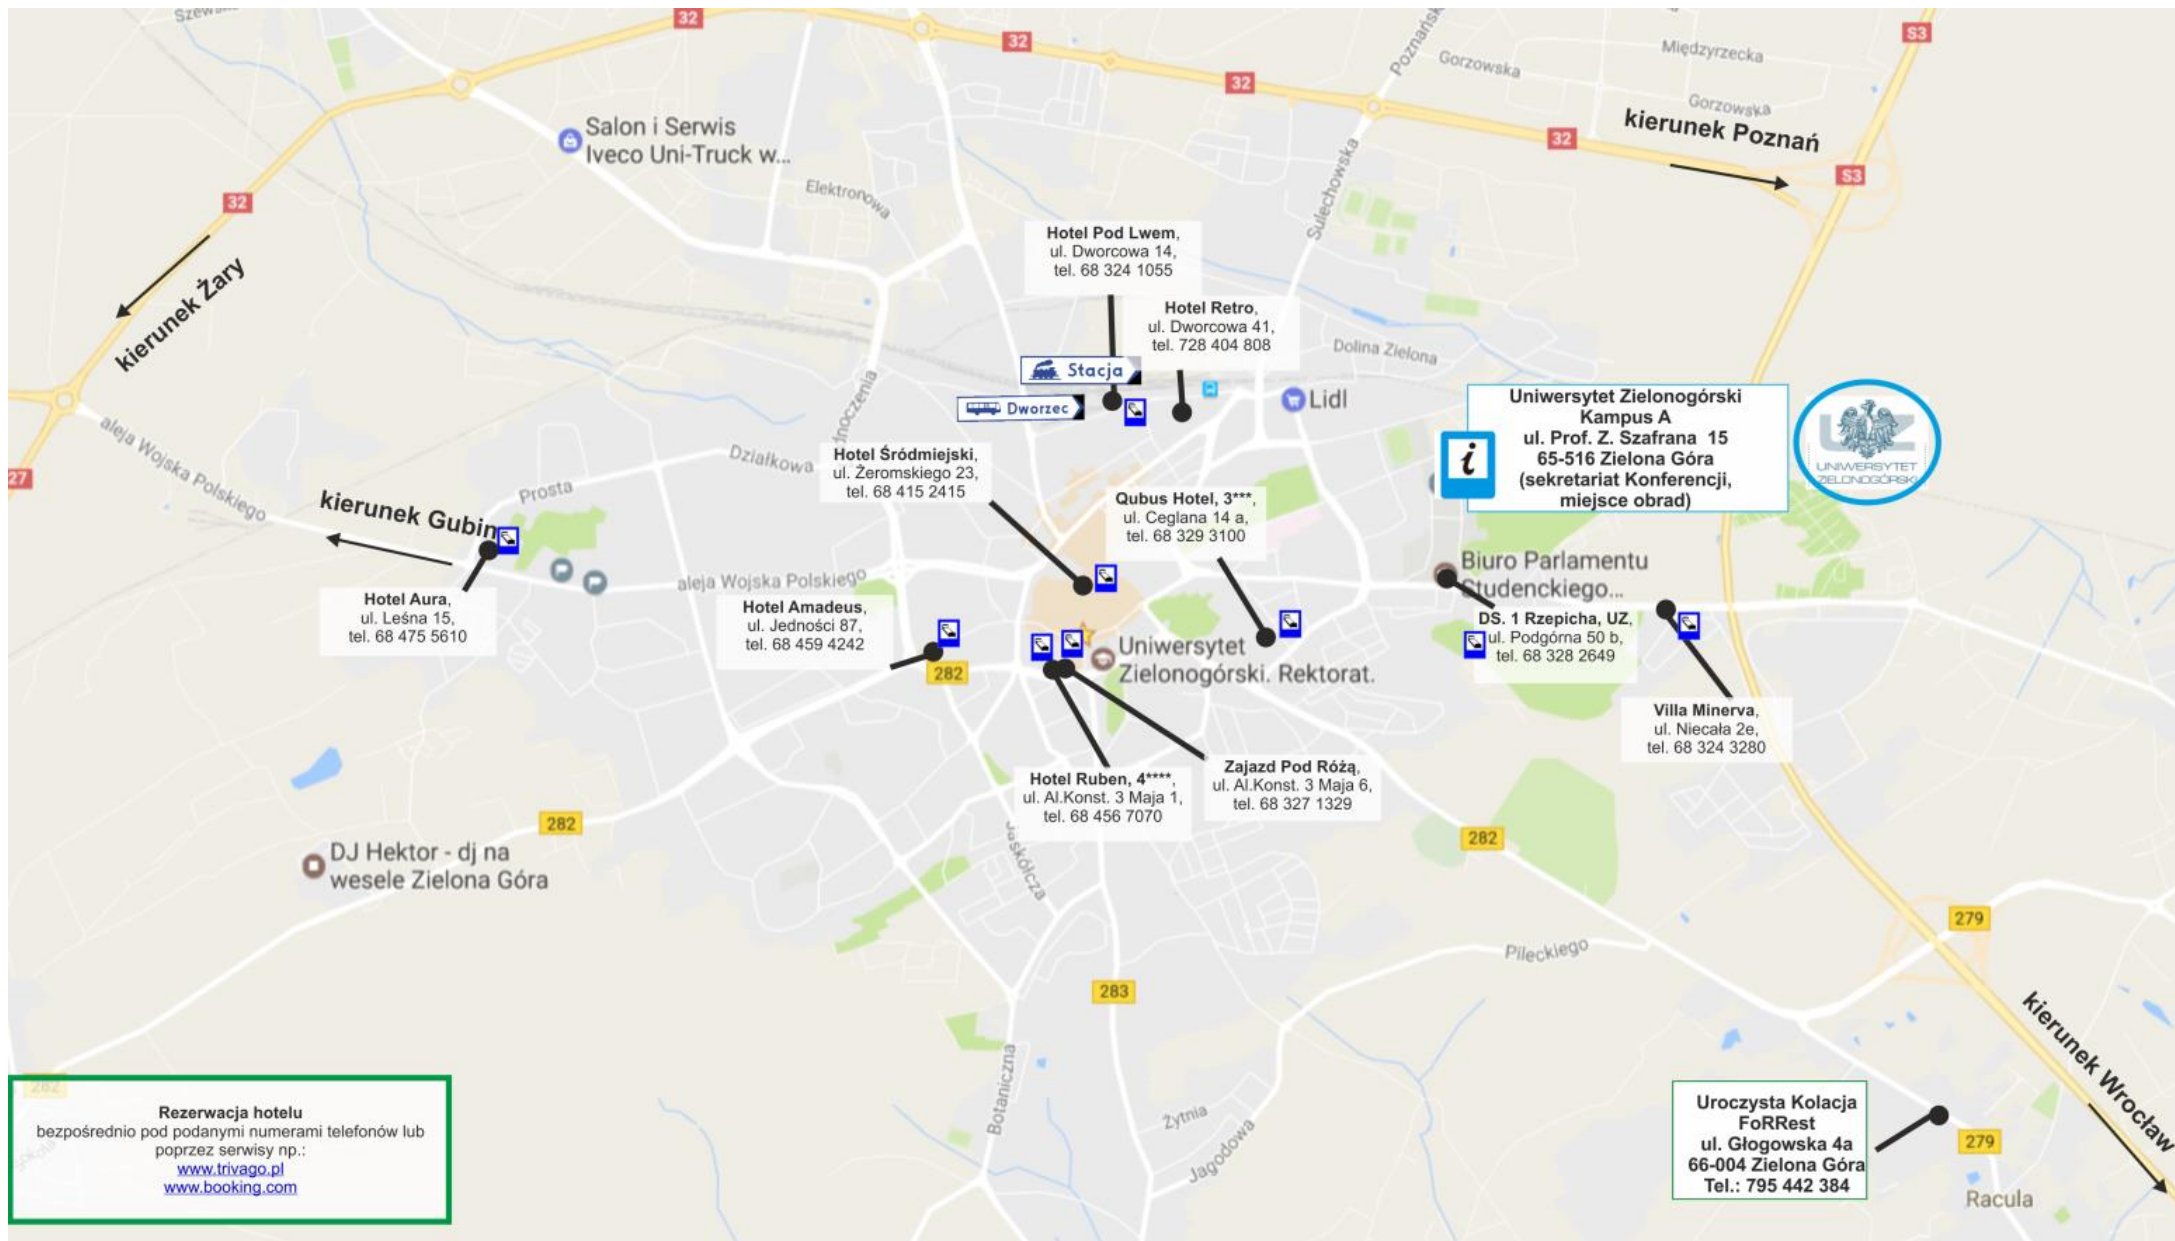 Szews
32
32
S3
Poznańsk
Międzyrzecka
Gorzowska
32
Gorzowska
kierunek Poznań
Salon i Serwis
Iveco Uni-Truck w...
32
Sulechowska
S3
Elektronowa
32
kierunek Żary
Hotel Pod Lwem,
ul. Dworcowa 14,
tel. 68 324 1055
Hotel Retro,
ul. Dworcowa 41,
tel. 728 404 808
Dolina Zielona
Stacja
Dworzec
Lidl
Uniwersytet Zielonogórski
Kampus A
ul. Prof. Z. Szafrana 15
65-516 Zielona Góra
(sekretariat Konferencji,
miejsce obrad)
i
UZ
UNIWERSYTET
ZIELONOGÓRSKI
noczenia
aleja Wojska Polskiego
27
Działkowa
Hotel Śródmiejski,
ul. Żeromskiego 23,
tel. 68 415 2415
Prosta
kierunek Gubin
Qubus Hotel, 3***,
ul. Ceglana 14 a,
tel. 68 329 3100
aleja Wojska Polskiego
Biuro Parlamentu
Studenckiego...
Hotel Aura,
ul. Leśna 15,
tel. 68 475 5610
Hotel Amadeus,
ul. Jedności 87,
tel. 68 459 4242
DS. 1 Rzepicha, UZ,
ul. Podgórna 50 b,
tel. 68 328 2649
Uniwersytet
Zielonogórski. Rektorat.
282
Villa Minerva,
ul. Niecała 2e,
tel. 68 324 3280
Hotel Ruben, 4****,
ul. Al.Konst. 3 Maja 1,
tel. 68 456 7070
Zajazd Pod Różą,
ul. Al.Konst. 3 Maja 6,
tel. 68 327 1329
282
282
Jaskółcza
DJ Hektor - dj na
wesele Zielona Góra
279
Pileckiego
283
kierunek Wrocław
Botaniczna
282
Żytnia
Jagodowa
Rezerwacja hotelu
bezpośrednio pod podanymi numerami telefonów lub
poprzez serwisy np.:
www.trivago.pl
www.booking.com
Uroczysta Kolacja
FoRRest
ul. Głogowska 4a
66-004 Zielona Góra
Tel.: 795 442 384
279
Racula